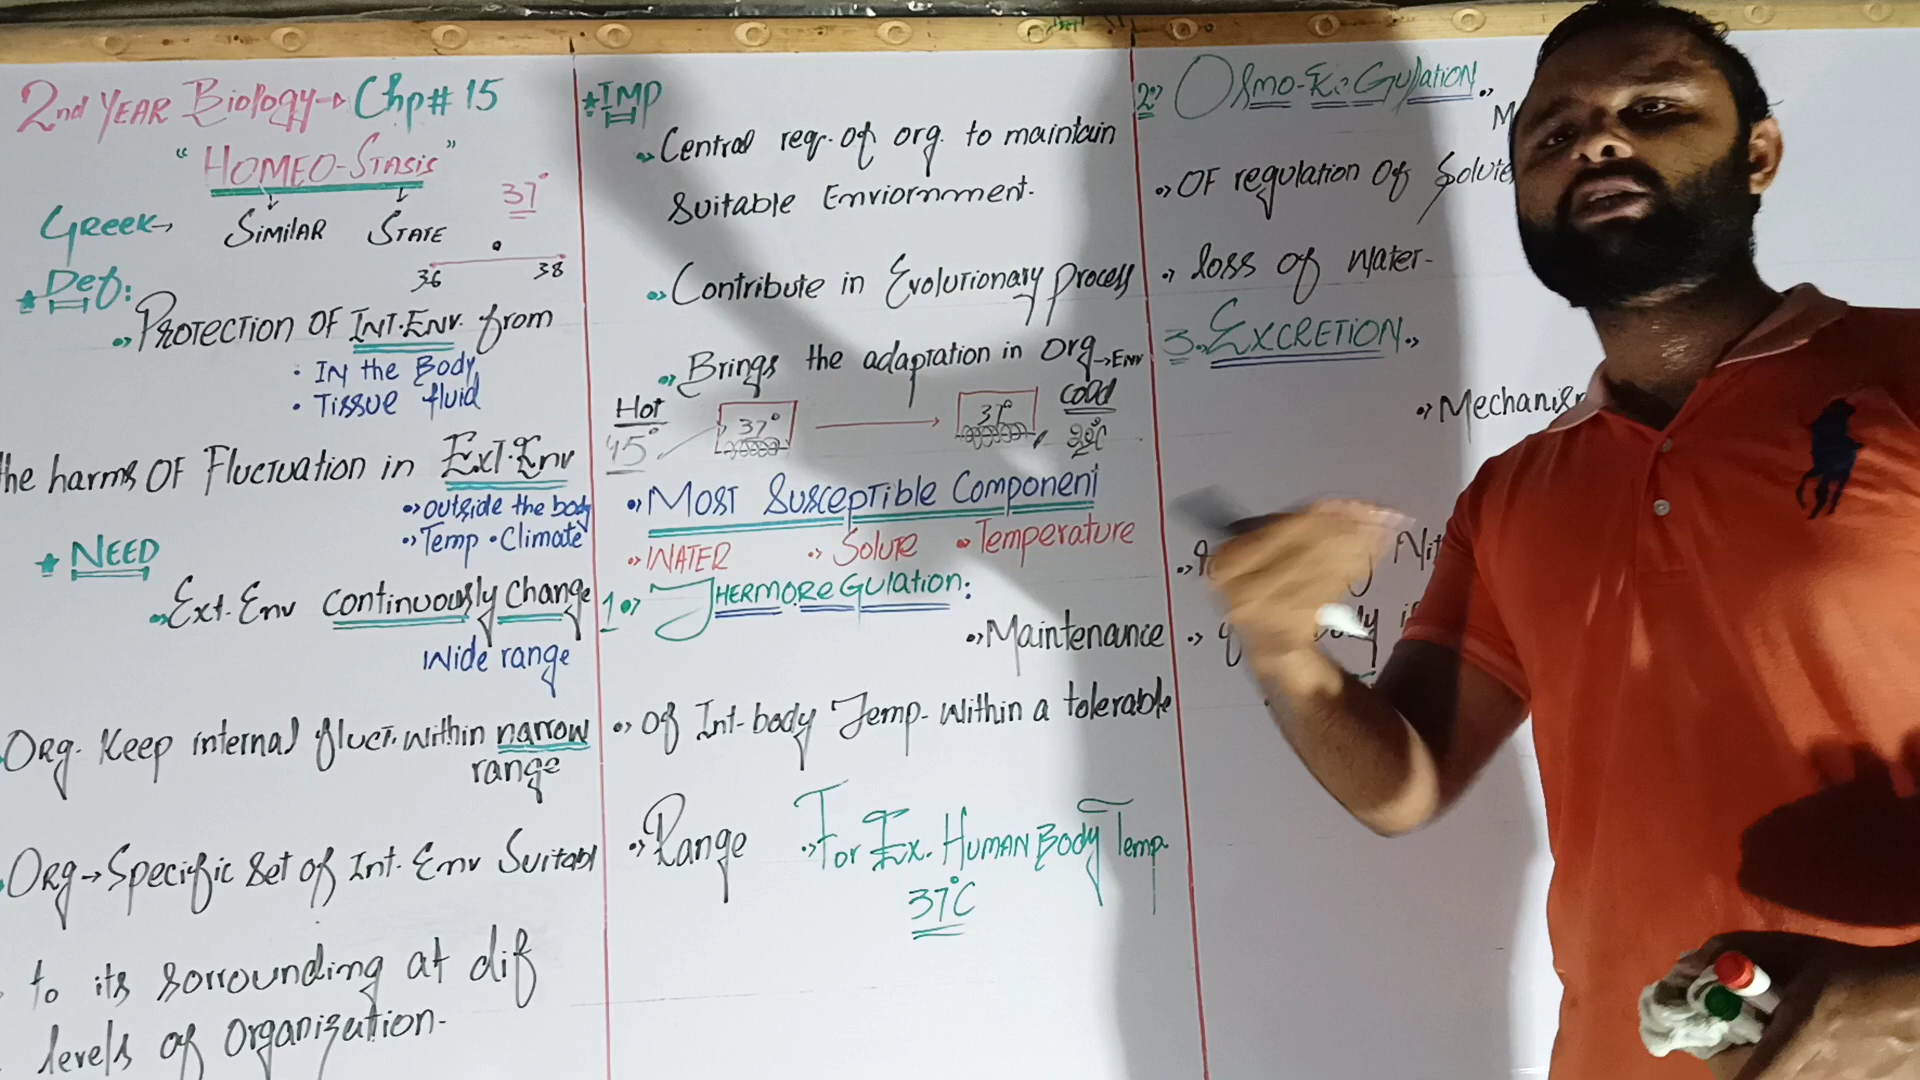 2nd YEAR Biology → Chp# 15
"HOMEO-STASIS"
Greek → SIMILAR STATE
37°
36 38
Def:
PROTECTION OF INT.ENV. from
• IN the Body
• TISSUE fluid
the harms OF Fluctuation in EXT.Env
outside the body
Temp • Climate
NEED
Ext. Env continuously change
Wide range
Org. Keep internal fluct. within narrow
range
Org → Specific set of Int. Env Suitabl
to its sorrounding at dif
levels of organization.
IMP
Central req. of org. to maintain
Suitable Enviornmment.
Contribute in Evolutionary process
Brings the adaptation in Org → Env
Hot 37° → 37° Cold
45°
MOST SUSCEPTIBLE COMPONENT
WATER Solute Temperature
1. THERMOREGULATION:
Maintenance
of Int-body Temp. within a tolerable
Range For Ex. HUMAN BODY Temp.
37°C
2. OSMO-REGULATION.
M
OF regulation Of Solute
loss of water.
3. EXCRETION.
Mechanism
Nit